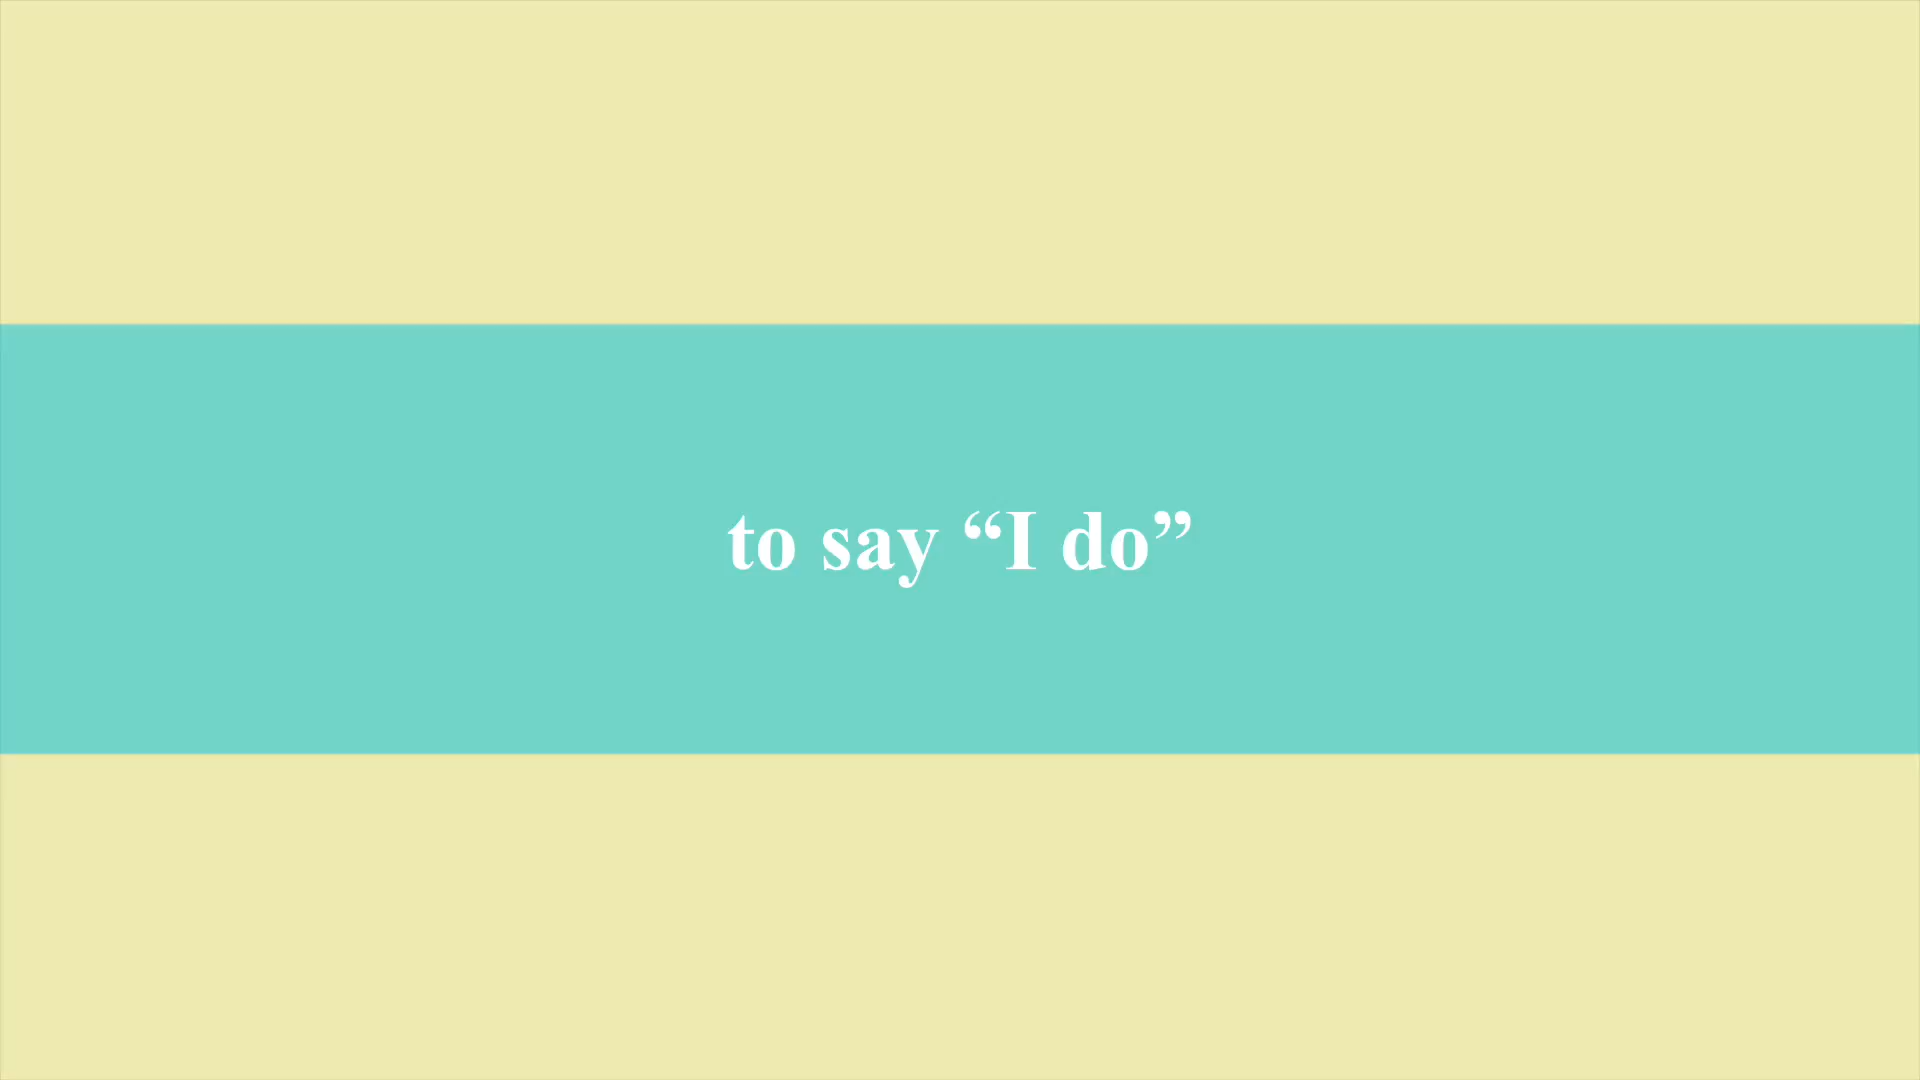 to say “I do”